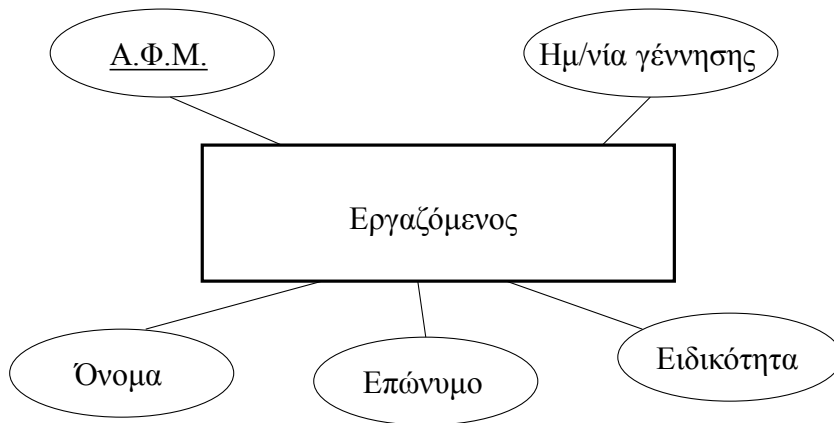 Α.Φ.Μ.
Ημ/νία γέννησης
Εργαζόμενος
Όνομα
Επώνυμο
Ειδικότητα